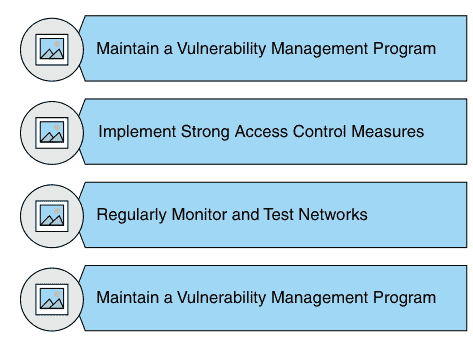 Maintain a Vulnerability Management Program
Implement Strong Access Control Measures
Regularly Monitor and Test Networks
Maintain a Vulnerability Management Program